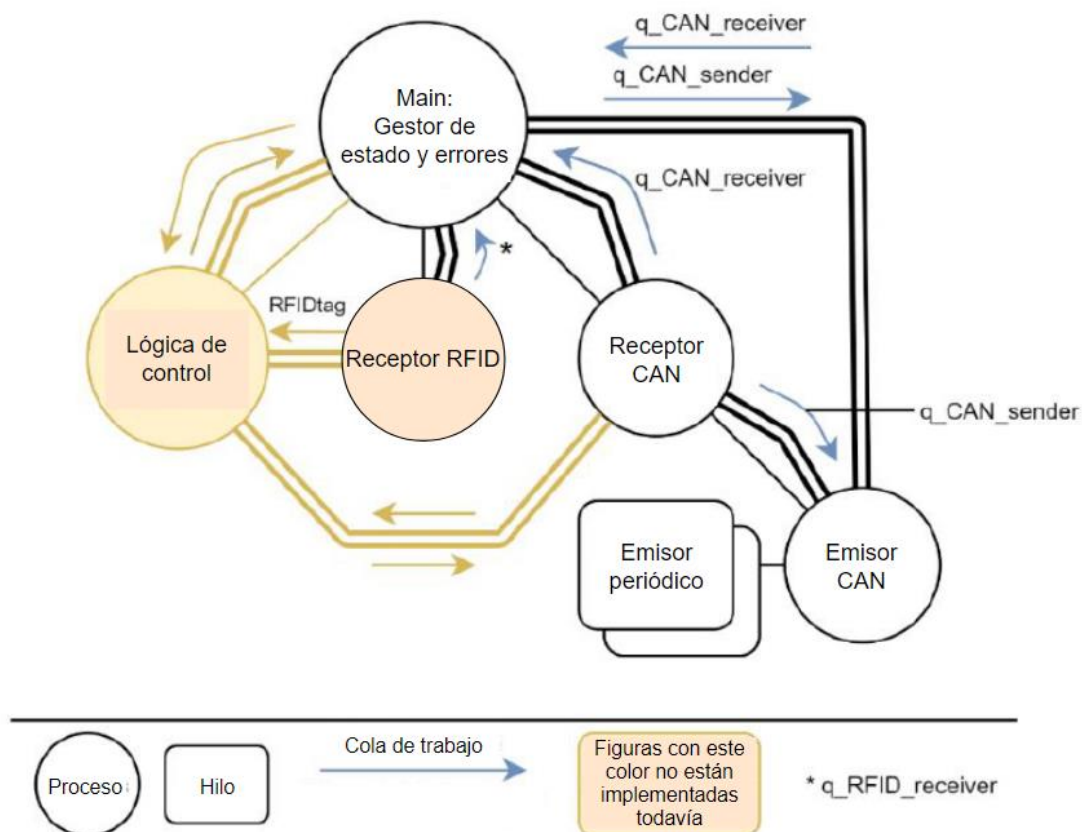 q_CAN_receiver
q_CAN_sender
Main:
Gestor de
estado y errores
q_CAN_receiver
*
RFIDtag
Lógica de
control
Receptor RFID
Receptor
CAN
q_CAN_sender
Emisor
periódico
Emisor
CAN
Proceso
Hilo
Cola de trabajo
Figuras con este
color no están
implementadas
todavía
* q_RFID_receiver